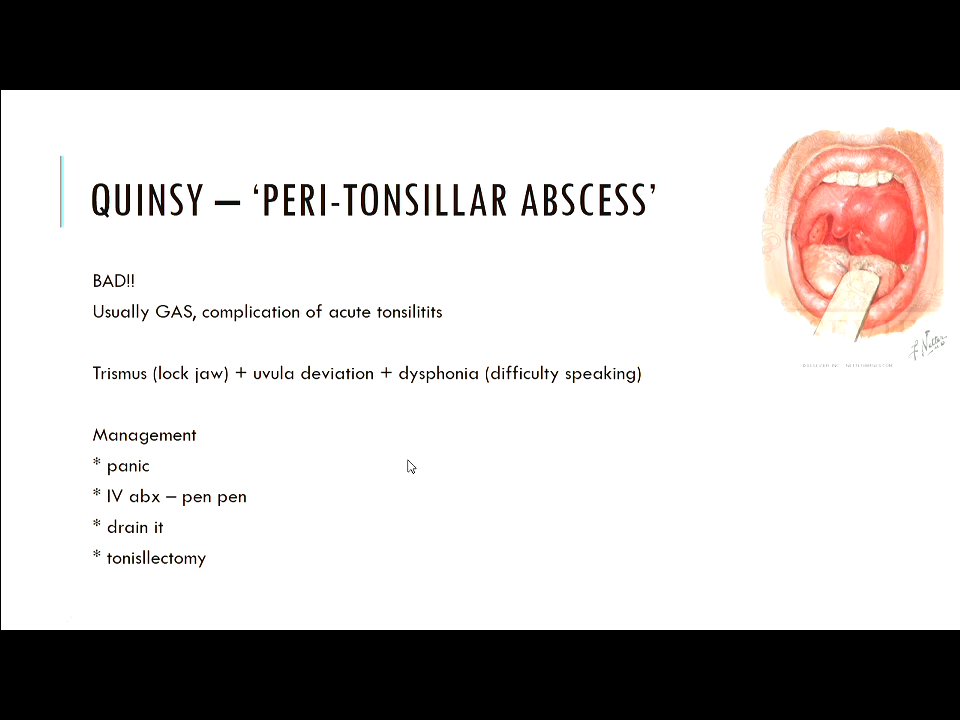 QUINSY – ‘PERI-TONSILLAR ABSCESS’
BAD!!
Usually GAS, complication of acute tonsilitits
Trismus (lock jaw) + uvula deviation + dysphonia (difficulty speaking)
Management
* panic
* IV abx – pen pen
* drain it
* tonisllectomy
F. Netter